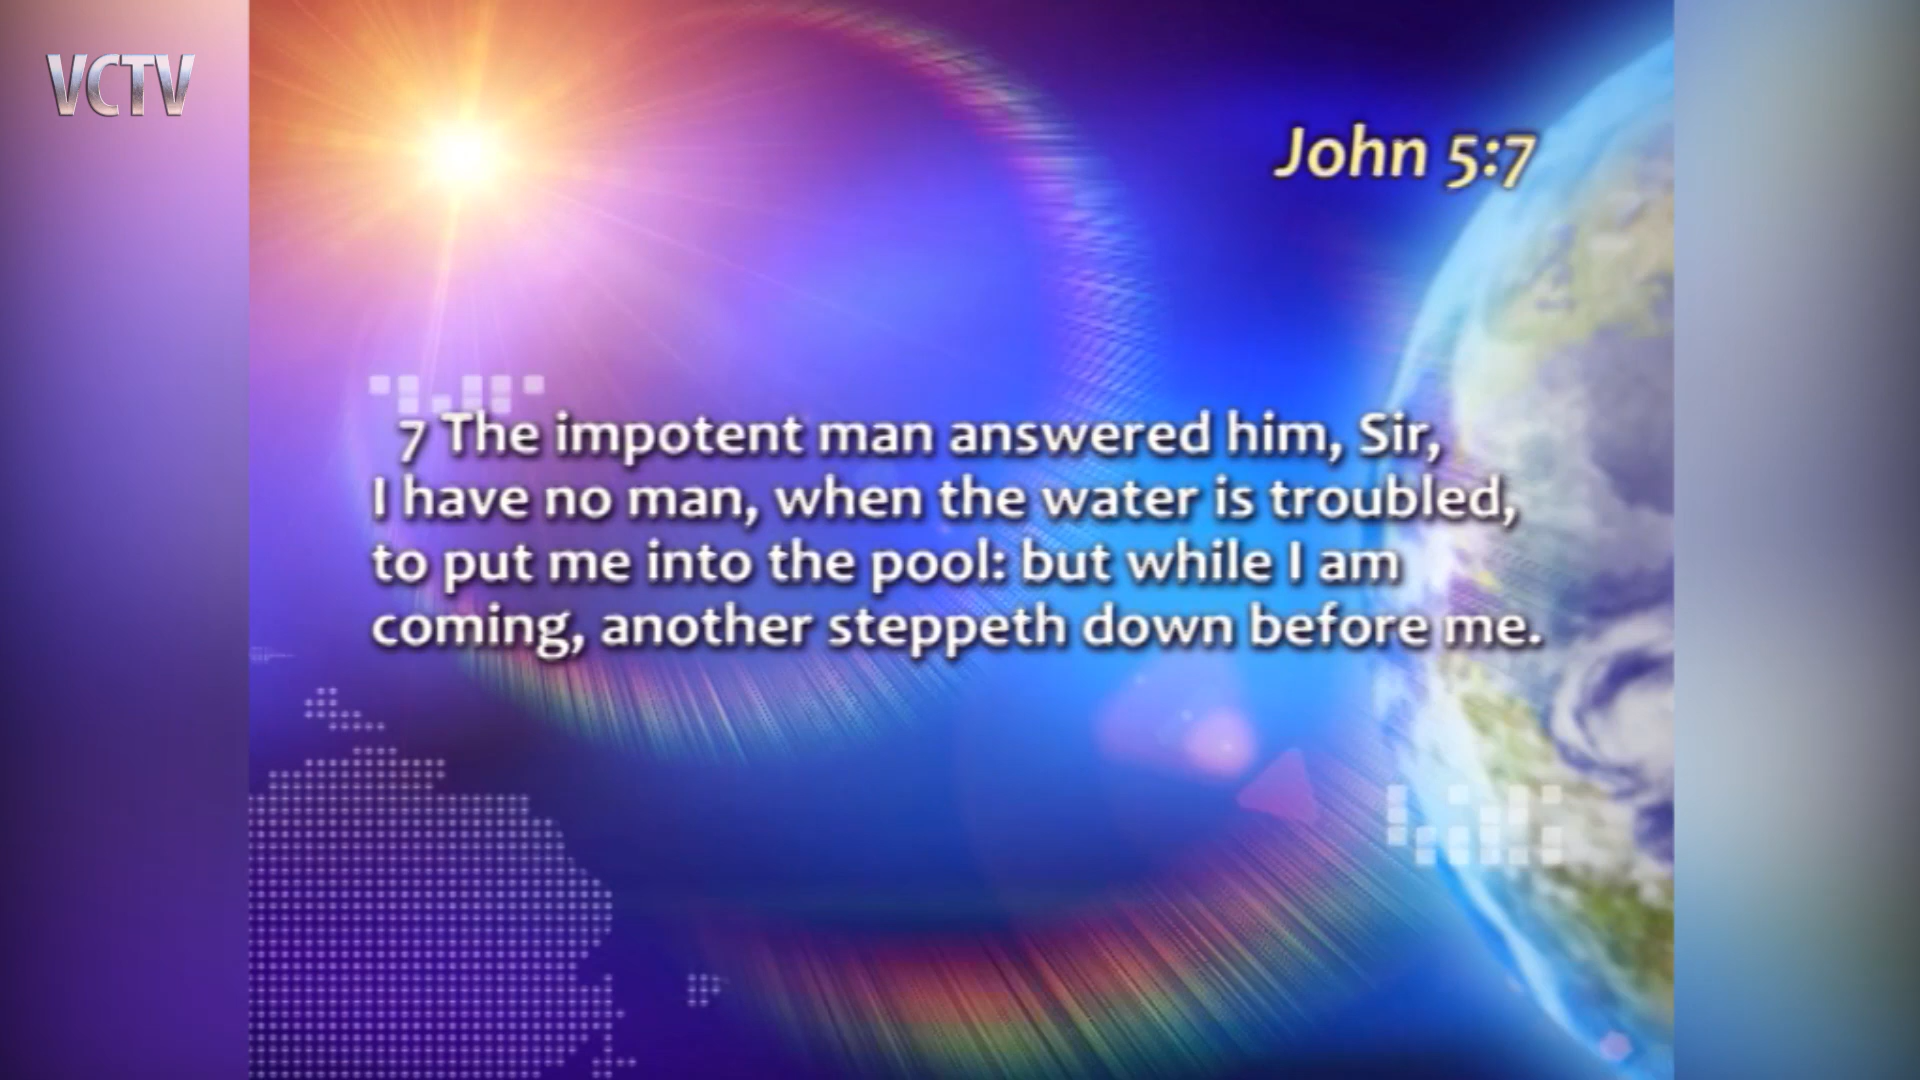 VCTV
John 5:7
7 The impotent man answered him, Sir,
I have no man, when the water is troubled,
to put me into the pool: but while I am
coming, another steppeth down before me.